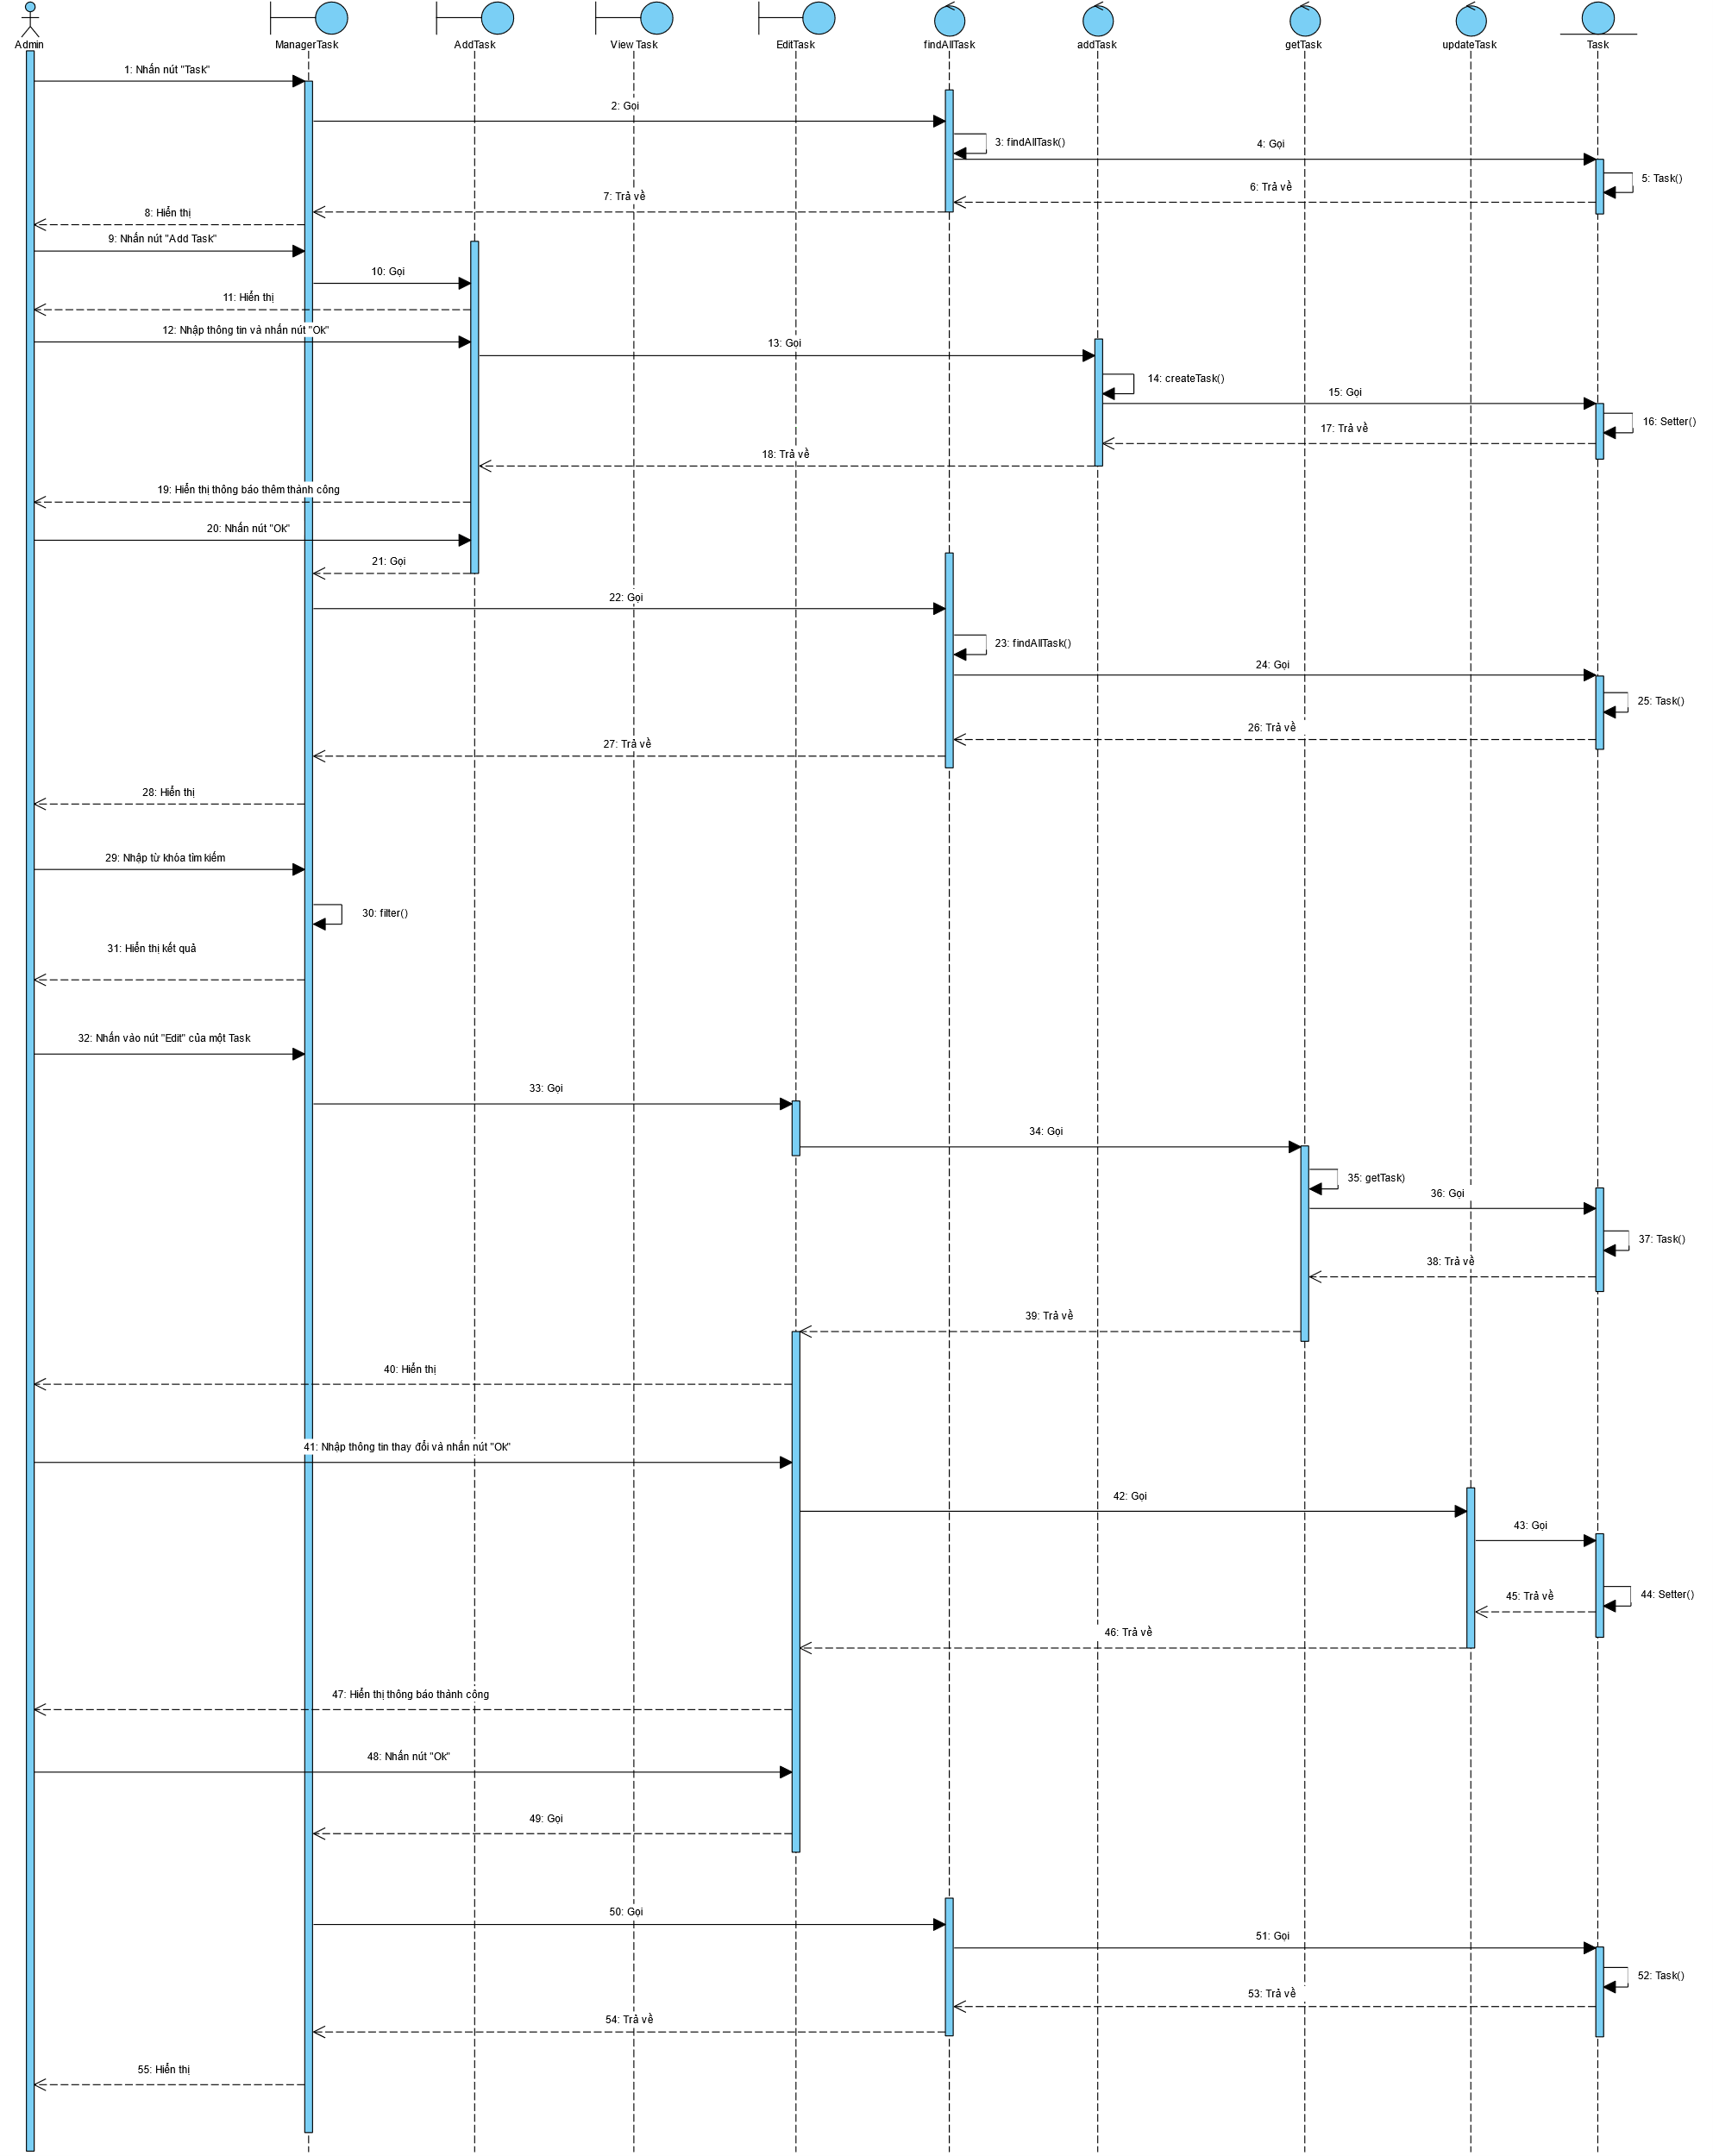 Admin
ManagerTask
AddTask
View Task
EditTask
findAllTask
addTask
getTask
updateTask
Task
1: Nhấn nút "Task"
2: Gọi
3: findAllTask()
4: Gọi
5: Task()
6: Trả về
7: Trả về
8: Hiển thị
9: Nhấn nút "Add Task"
10: Gọi
11: Hiển thị
12: Nhập thông tin và nhấn nút "Ok"
13: Gọi
14: createTask()
15: Gọi
16: Setter()
17: Trả về
18: Trả về
19: Hiển thị thông báo thêm thành công
20: Nhấn nút "Ok"
21: Gọi
22: Gọi
23: findAllTask()
24: Gọi
25: Task()
26: Trả về
27: Trả về
28: Hiển thị
29: Nhập từ khóa tìm kiếm
30: filter()
31: Hiển thị kết quả
32: Nhấn vào nút "Edit" của một Task
33: Gọi
34: Gọi
35: getTask)
36: Gọi
37: Task()
38: Trả về
39: Trả về
40: Hiển thị
41: Nhập thông tin thay đổi và nhấn nút "Ok"
42: Gọi
43: Gọi
44: Setter()
45: Trả về
46: Trả về
47: Hiển thị thông báo thành công
48: Nhấn nút "Ok"
49: Gọi
50: Gọi
51: Gọi
52: Task()
53: Trả về
54: Trả về
55: Hiển thị